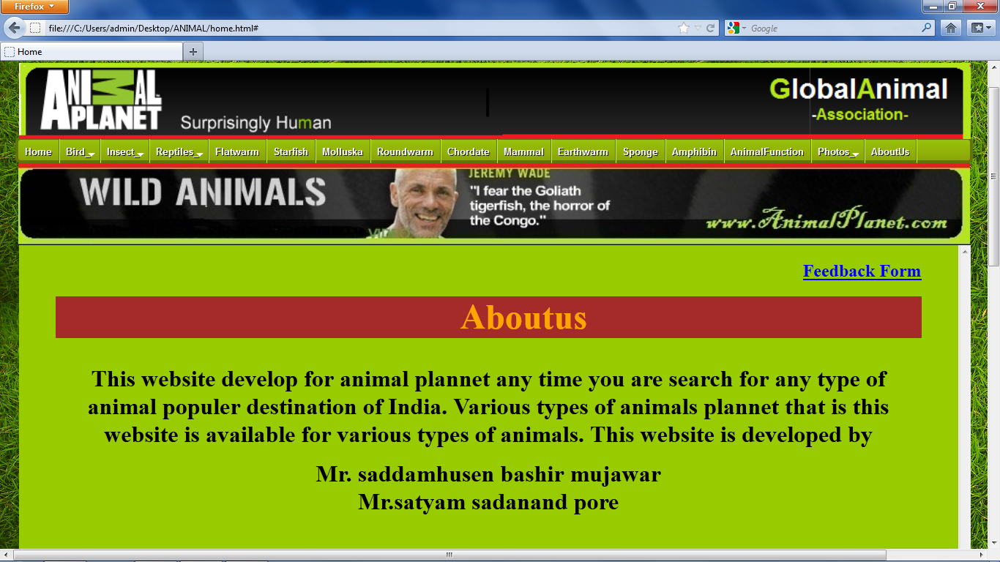 Firefox
file:///C:/Users/admin/Desktop/ANIMAL/home.html#
Google
Home
ANIMAL PLANET
Surprisingly Human
GlobalAnimal
-Association-
Home Bird Insect Reptiles Flatwarm Starfish Molluska Roundwarm Chordate Mammal Earthwarm Sponge Amphibin AnimalFunction Photos AboutUs
WILD ANIMALS
JEREMY WADE
"I fear the Goliath
tigerfish, the horror of
the Congo."
www.AnimalPlanet.com
Feedback Form
Aboutus
This website develop for animal plannet any time you are search for any type of
animal populer destination of India. Various types of animals plannet that is this
website is available for various types of animals. This website is developed by
Mr. saddamhusen bashir mujawar
Mr.satyam sadanand pore